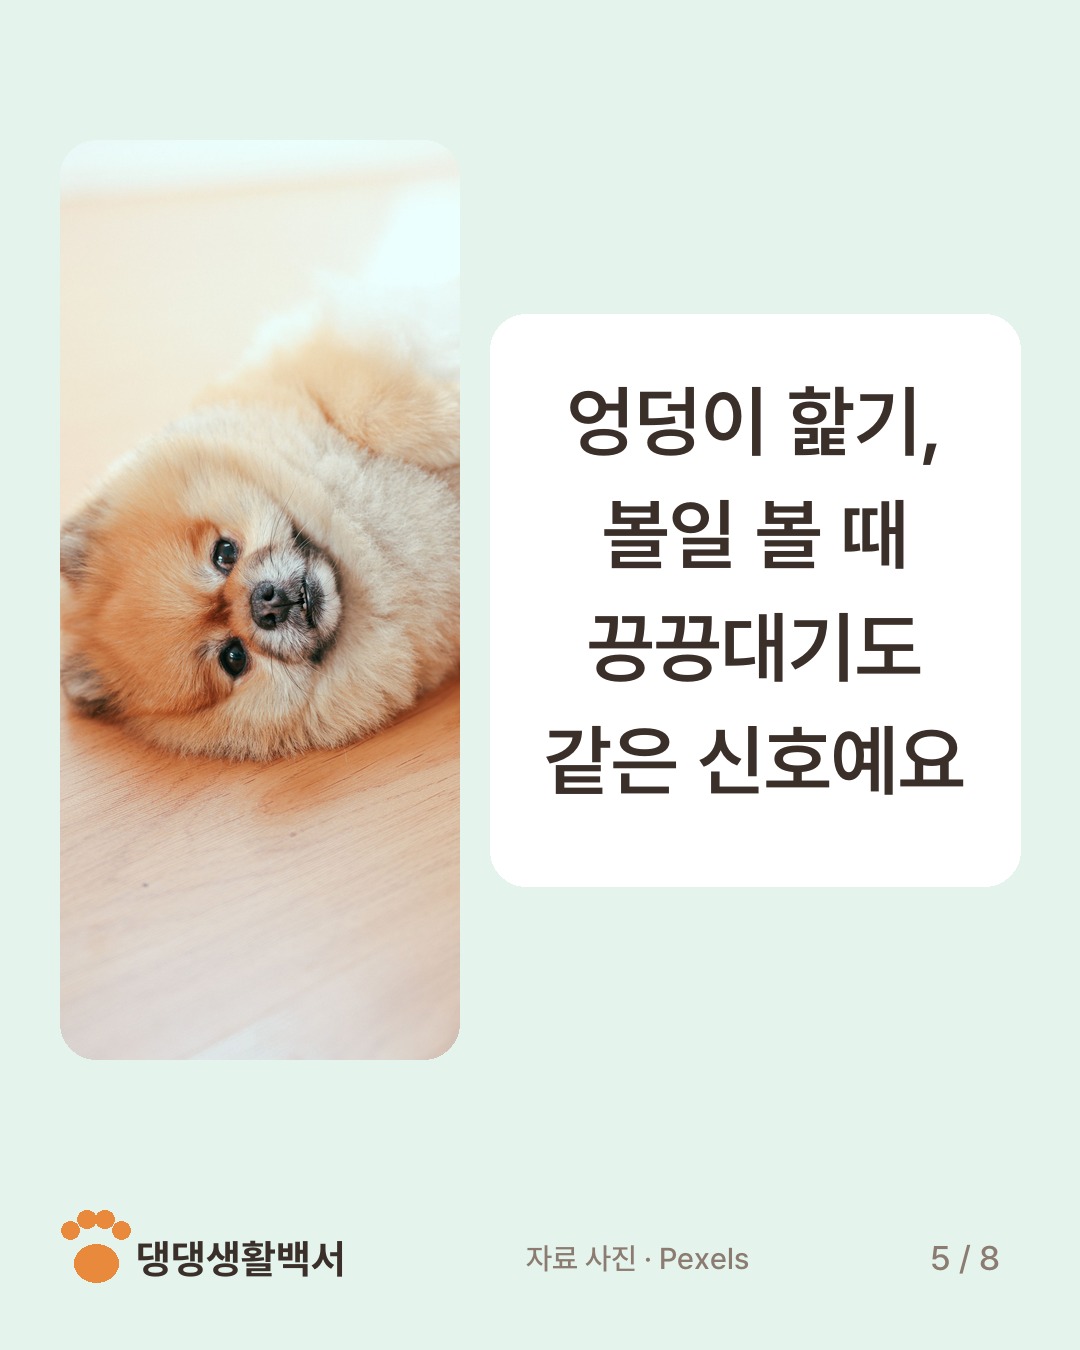 엉덩이 핥기,
볼일 볼 때
끙끙대기도
같은 신호예요
댕댕생활백서
자료 사진 · Pexels
5 / 8